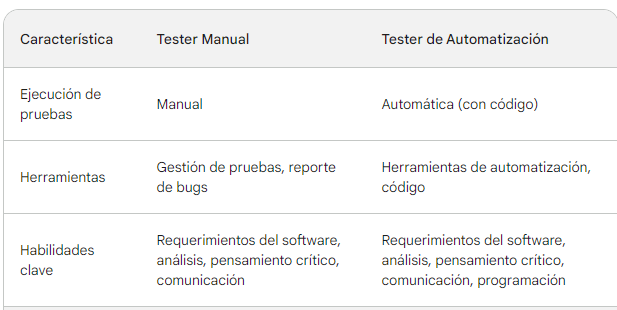 Característica Tester Manual Tester de Automatización
Ejecución de
pruebas
Manual
Automática (con código)
Herramientas
Gestión de pruebas, reporte
de bugs
Herramientas de automatización,
código
Habilidades
clave
Requerimientos del software,
análisis, pensamiento crítico,
comunicación
Requerimientos del software,
análisis, pensamiento crítico,
comunicación, programación